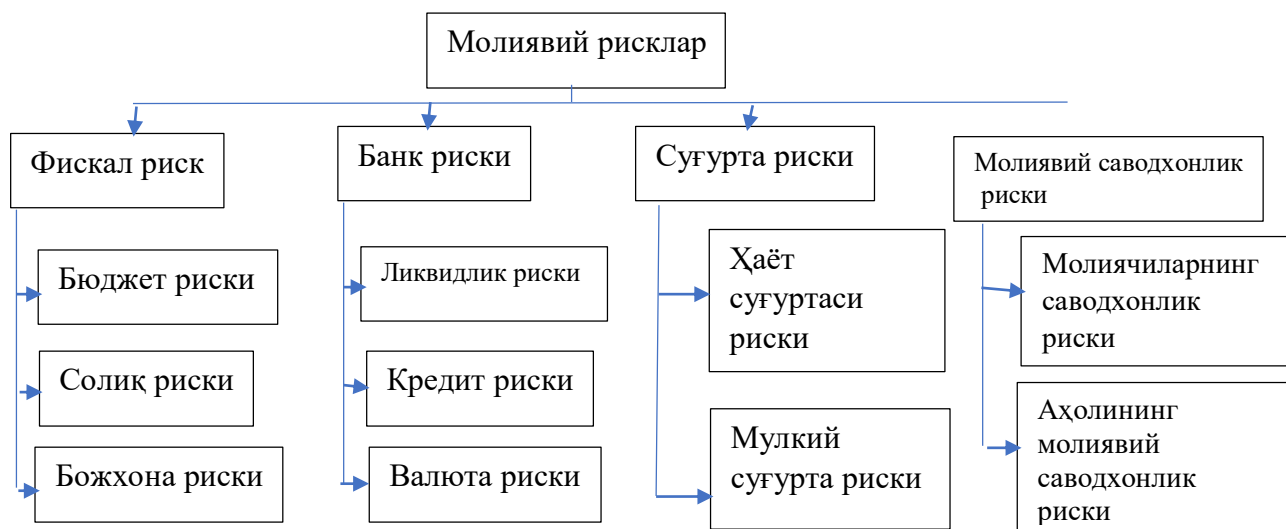 Молиявий рисклар
Фискал риск
Банк риски
Суғурта риски
Молиявий саводхонлик
риски
Бюджет риски
Солиқ риски
Божхона риски
Ликвидлик риски
Кредит риски
Валюта риски
Ҳаёт
суғуртаси
риски
Мулкий
суғурта риски
Молиячиларнинг
саводхонлик
риски
Аҳолининг
молиявий
саводхонлик
риски